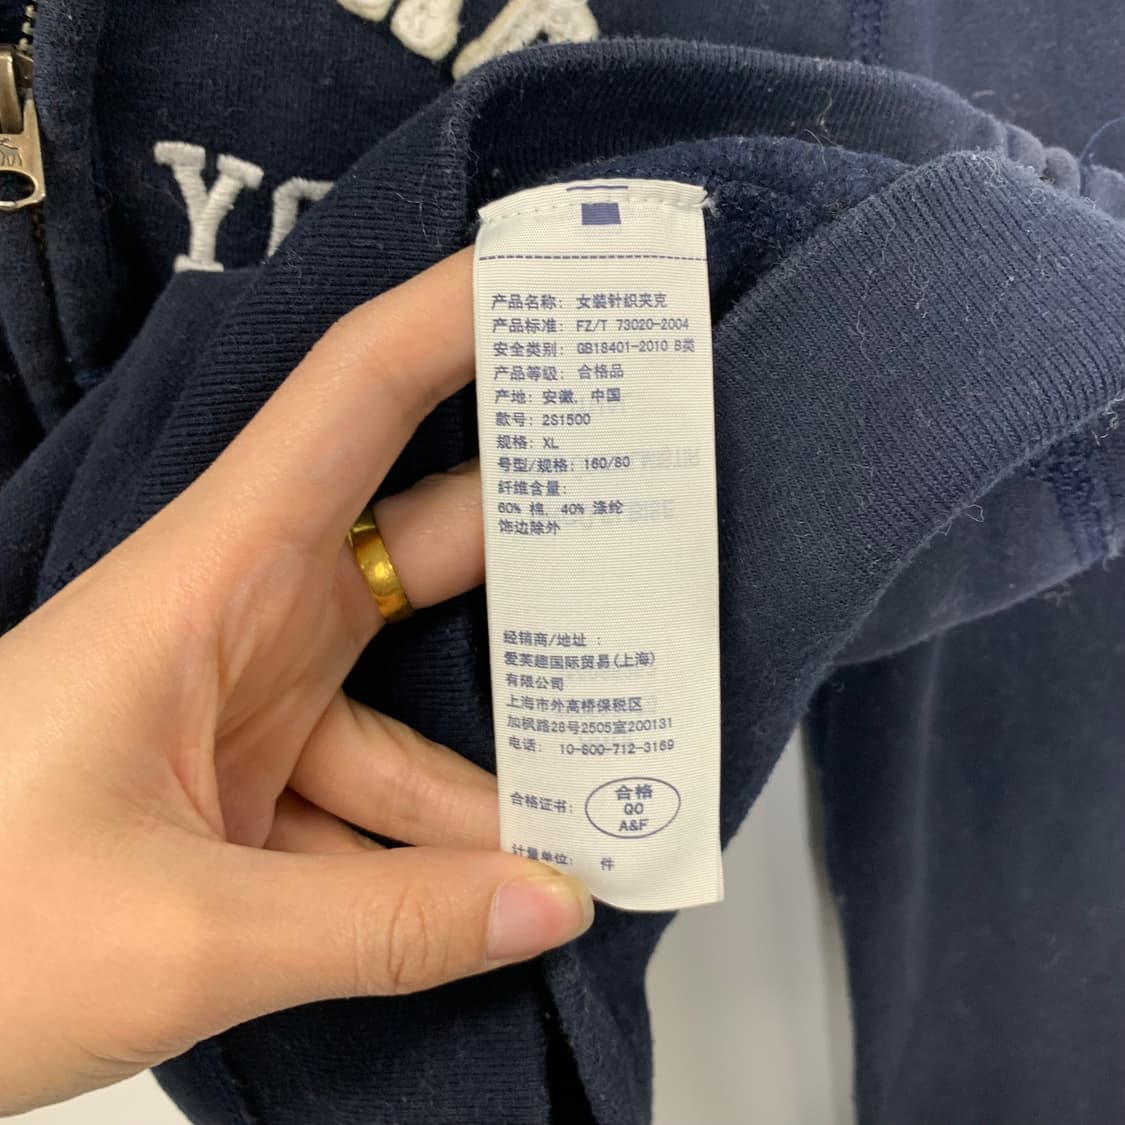 产品名称： 女装针织夹克
产品标准： FZ/T 73020-2004
安全类别： GB18401-2010 B类
产品等级： 合格品
产地： 安徽, 中国
款号： 2S1500
规格： XL
号型/规格： 160/80
纤维含量：
60% 棉, 40% 涤纶
饰边除外
经销商/地址 ：
爱芙趣国际贸易(上海)
有限公司
上海市外高桥保税区
加枫路28号2505室200131
电话： 10-800-712-3169
合格证书：
合格
QO
A&F
计量单位： 件